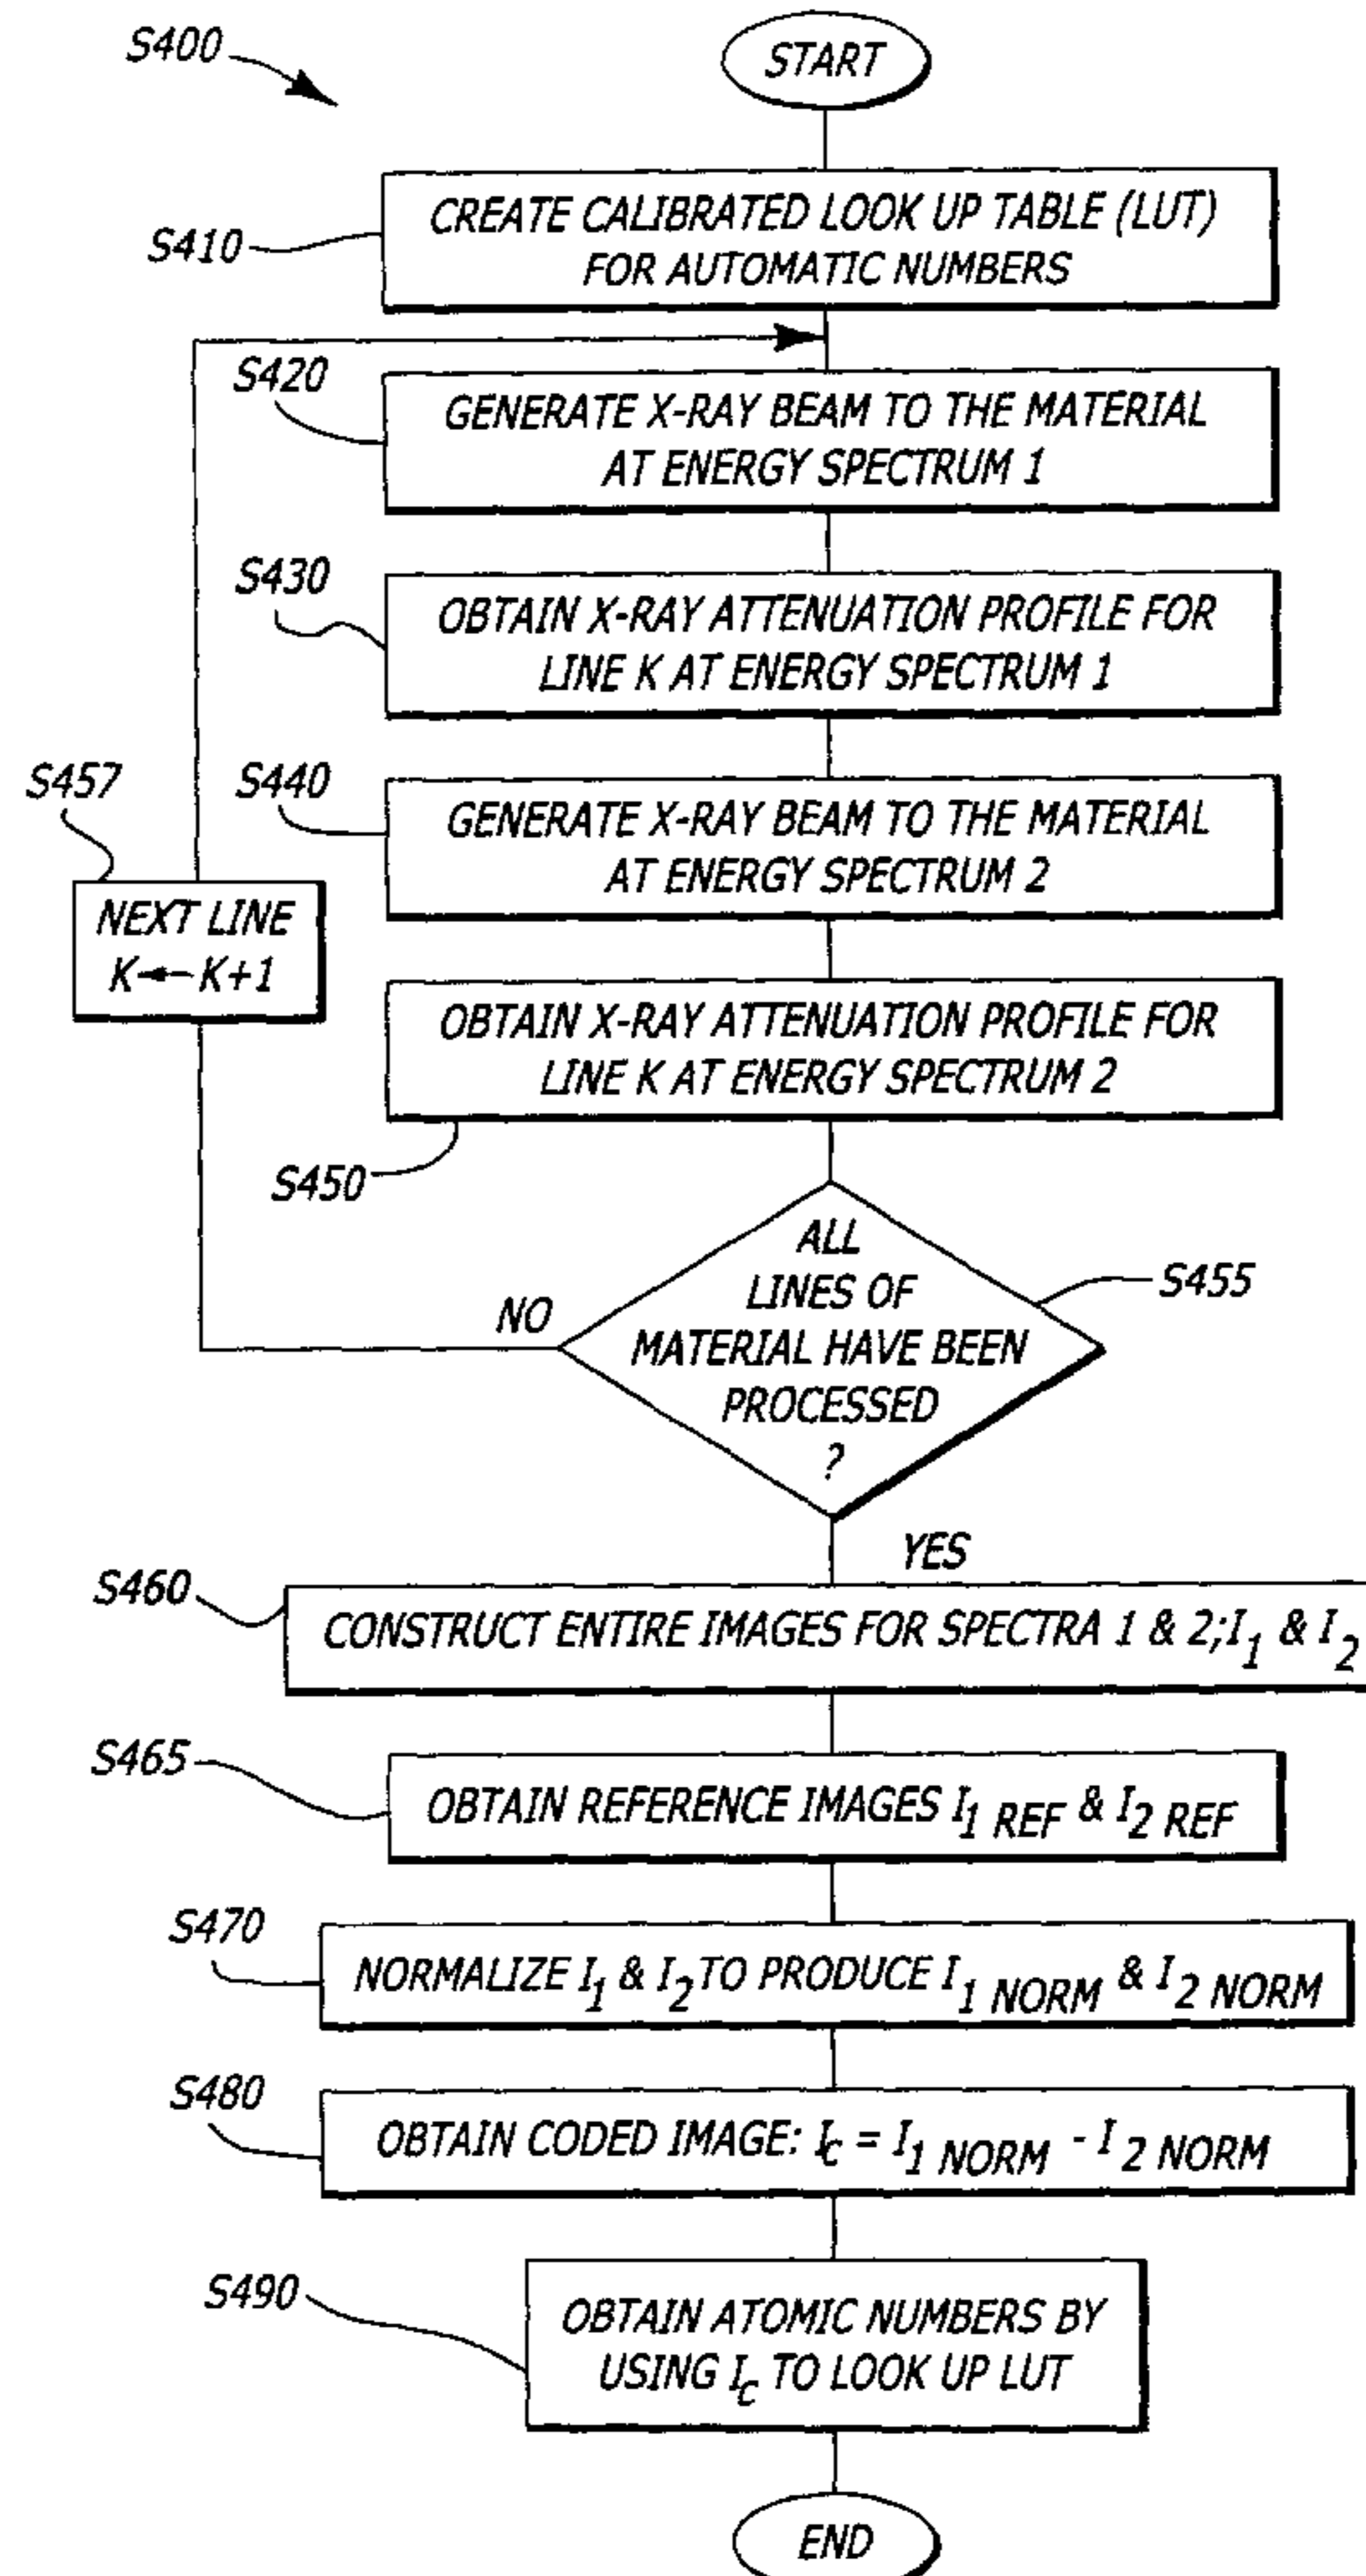 S400
START
S410
CREATE CALIBRATED LOOK UP TABLE (LUT)
FOR AUTOMATIC NUMBERS
S420
GENERATE X-RAY BEAM TO THE MATERIAL
AT ENERGY SPECTRUM 1
S430
OBTAIN X-RAY ATTENUATION PROFILE FOR
LINE K AT ENERGY SPECTRUM 1
S457
NEXT LINE
K←K+1
S440
GENERATE X-RAY BEAM TO THE MATERIAL
AT ENERGY SPECTRUM 2
OBTAIN X-RAY ATTENUATION PROFILE FOR
LINE K AT ENERGY SPECTRUM 2
S450
ALL
LINES OF
MATERIAL HAVE BEEN
PROCESSED
?
S455
NO
YES
S460
CONSTRUCT ENTIRE IMAGES FOR SPECTRA 1 & 2;I1 & I2
S465
OBTAIN REFERENCE IMAGES I1 REF & I2 REF
S470
NORMALIZE I1 & I2 TO PRODUCE I1 NORM & I2 NORM
S480
OBTAIN CODED IMAGE: IC = I1 NORM - I2 NORM
S490
OBTAIN ATOMIC NUMBERS BY
USING IC TO LOOK UP LUT
END